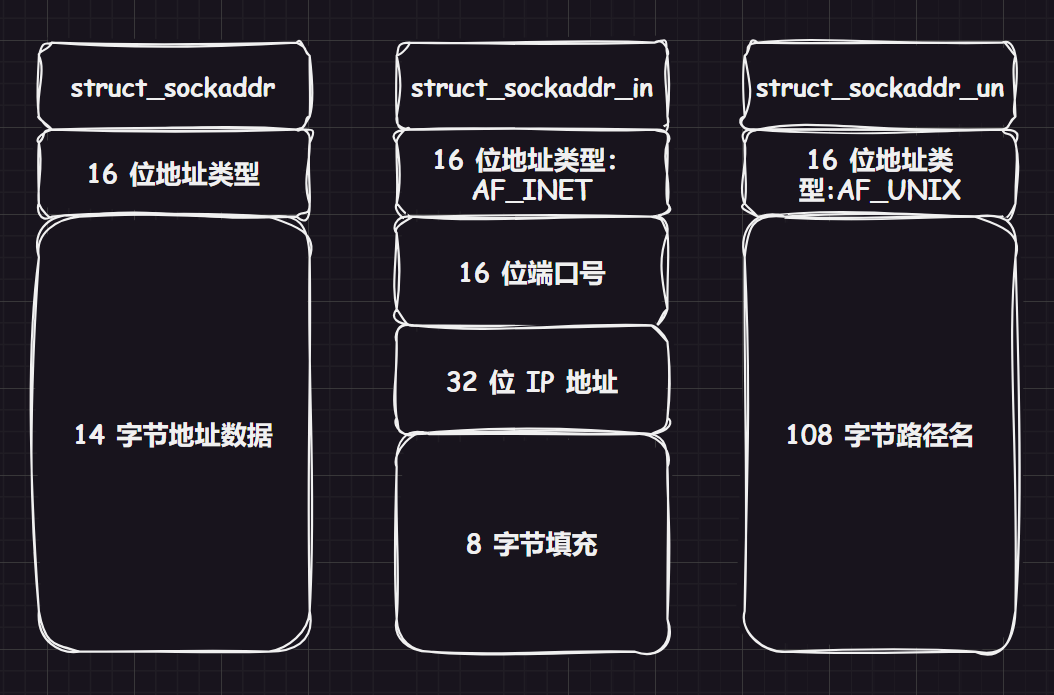 struct_sockaddr
16 位地址类型
14 字节地址数据
struct_sockaddr_in
16 位地址类型:
AF_INET
16 位端口号
32 位 IP 地址
8 字节填充
struct_sockaddr_un
16 位地址类
型:AF_UNIX
108 字节路径名